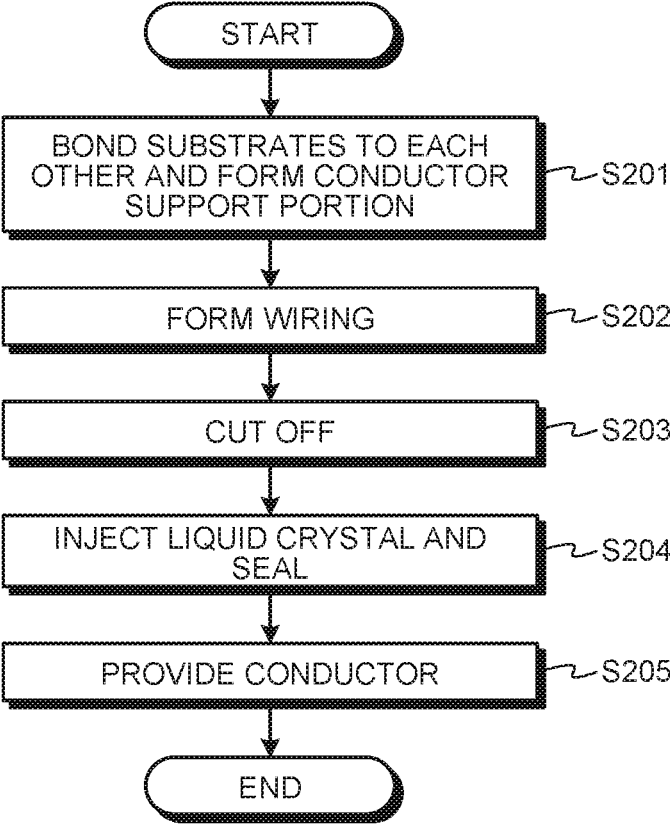 START
BOND SUBSTRATES TO EACH
OTHER AND FORM CONDUCTOR
SUPPORT PORTION
S201
FORM WIRING
S202
CUT OFF
S203
INJECT LIQUID CRYSTAL AND
SEAL
S204
PROVIDE CONDUCTOR
S205
END